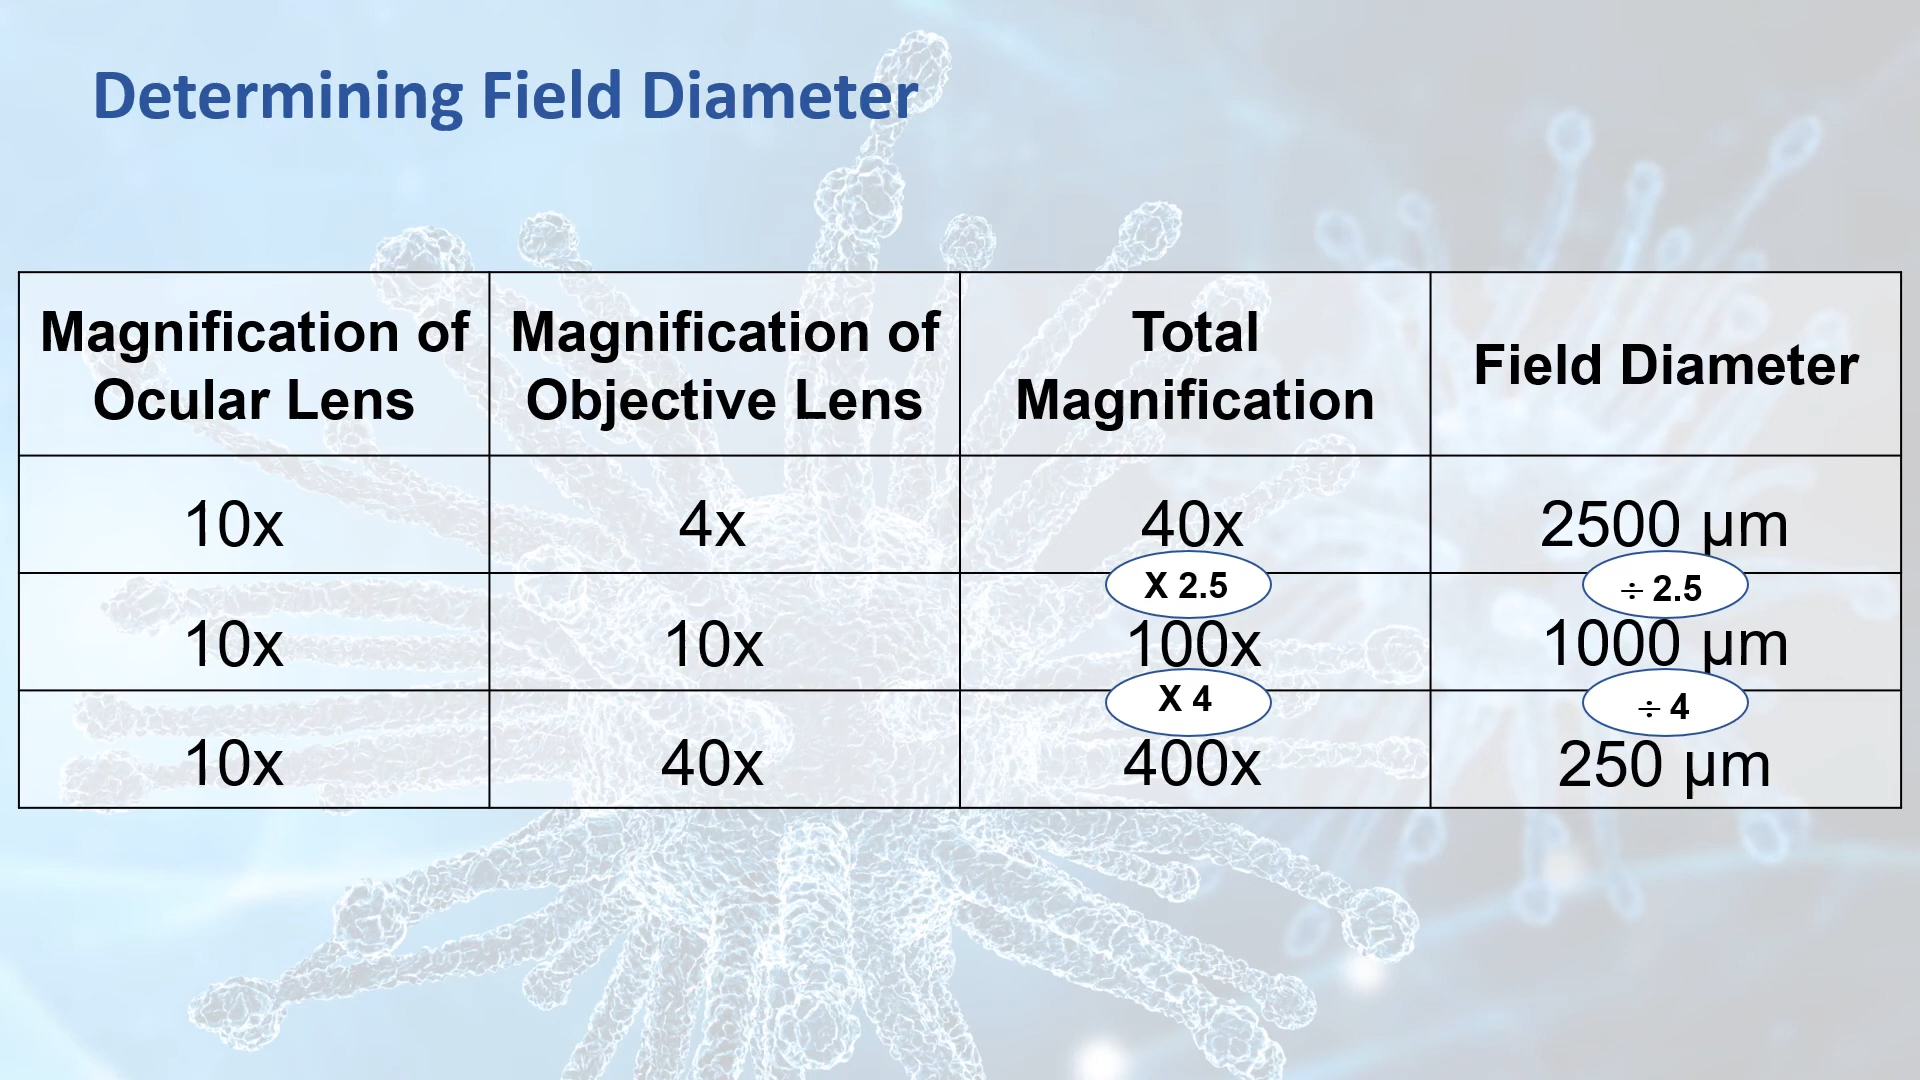 Determining Field Diameter
Magnification of Ocular Lens
Magnification of Objective Lens
Total Magnification
Field Diameter
10x 4x 40x 2500 µm
X 2.5 ÷ 2.5
10x 10x 100x 1000 µm
X 4 ÷ 4
10x 40x 400x 250 µm